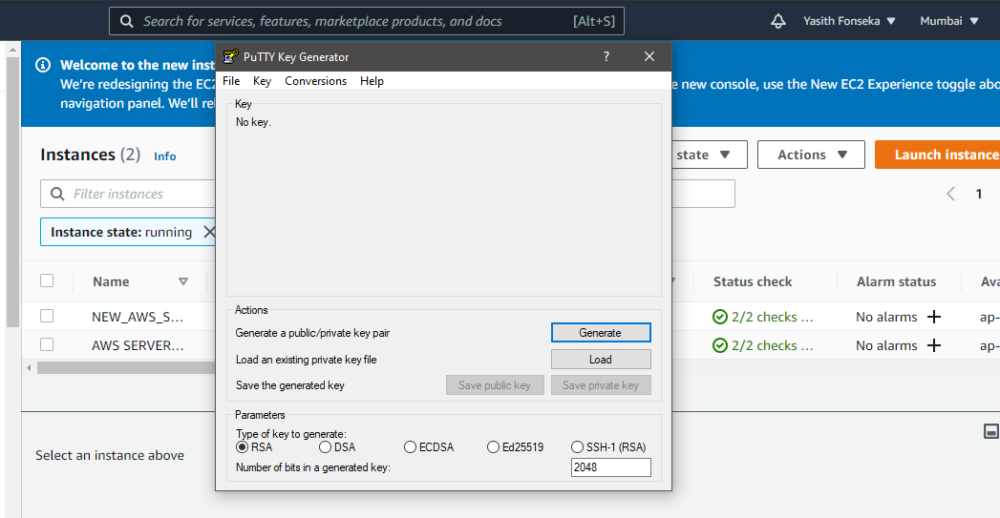 Search for services, features, marketplace products, and docs [Alt+S]
Yasith Fonseka
Mumbai
Welcome to the new inst
We're redesigning the EC2
navigation panel. We'll rel
e new console, use the New EC2 Experience toggle abo
PuTTY Key Generator
?
File Key Conversions Help
Key
No key.
Actions
Generate a public/private key pair
Generate
Load an existing private key file
Load
Save the generated key
Save public key
Save private key
Parameters
Type of key to generate:
RSA DSA ECDSA Ed25519 SSH-1 (RSA)
Number of bits in a generated key:
2048
Instances (2) Info
state
Actions
Launch instance
Filter instances
1
Instance state: running
Name
Status check
Alarm status
Ava
NEW_AWS_S...
2/2 checks ...
No alarms
ap-
AWS SERVER...
2/2 checks ...
No alarms
ap-
Select an instance above